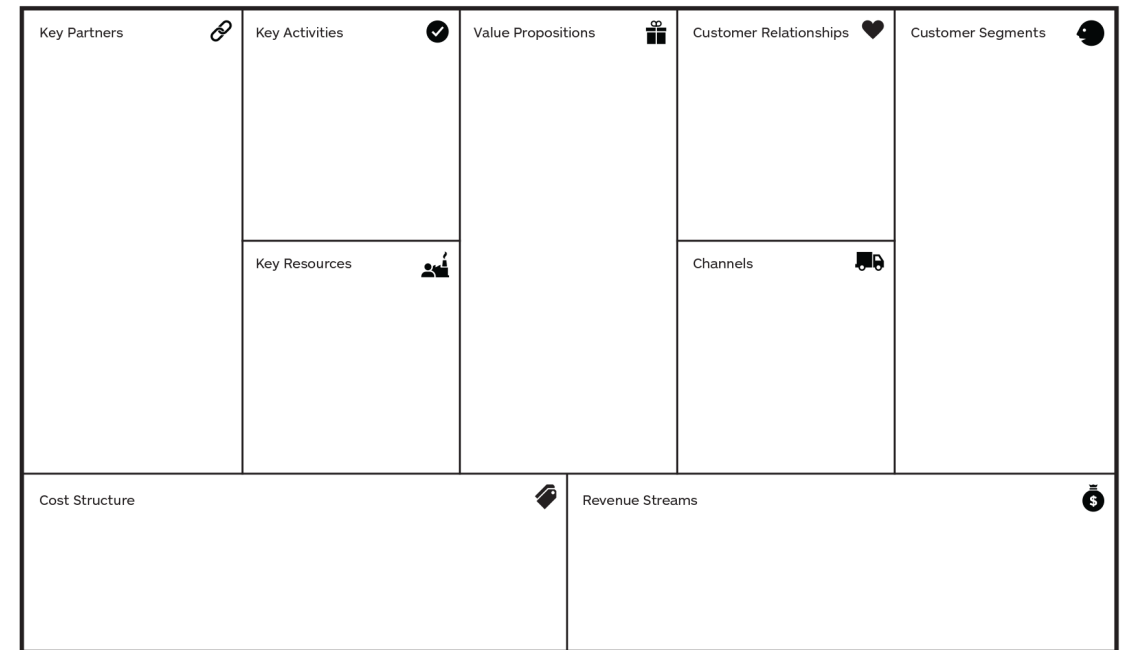 Key Partners
Key Activities
Value Propositions
Customer Relationships
Customer Segments
Key Resources
Channels
Cost Structure
Revenue Streams
$